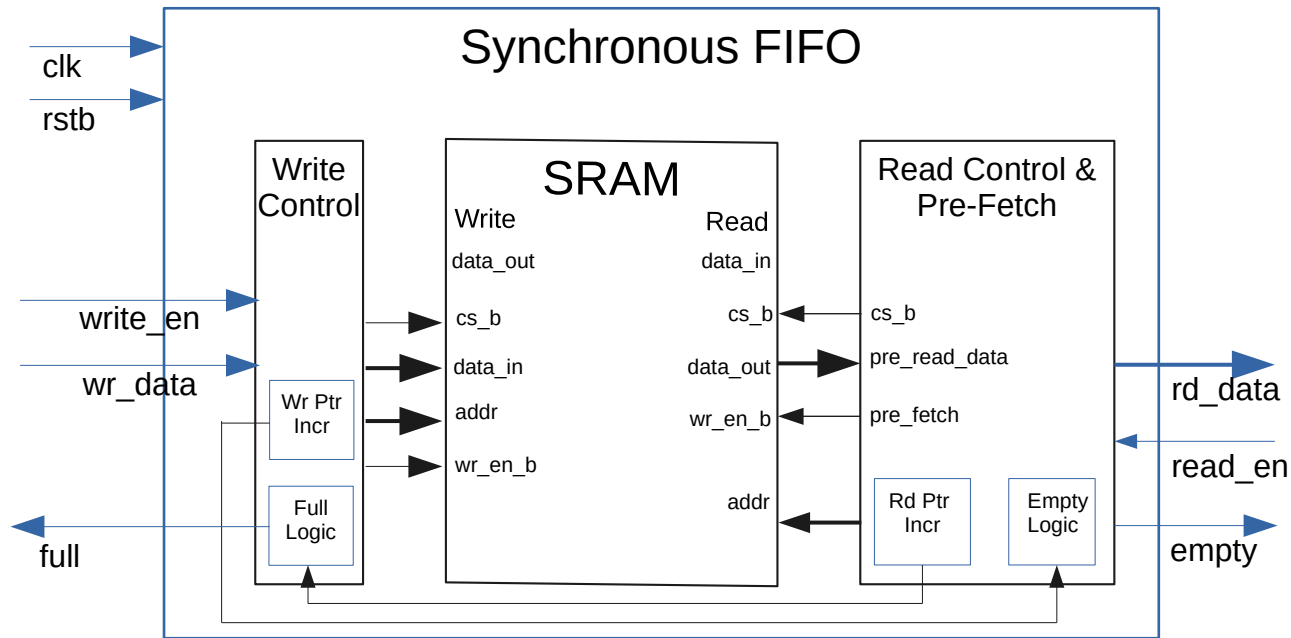 Synchronous FIFO
clk
rstb
Write
Control
SRAM
Read Control &
Pre-Fetch
Write
Read
data_out
data_in
write_en
cs_b
cs_b
cs_b
wr_data
data_in
data_out
pre_read_data
rd_data
Wr Ptr
Incr
addr
wr_en_b
pre_fetch
wr_en_b
read_en
addr
Full
Logic
Rd Ptr
Incr
Empty
Logic
full
empty